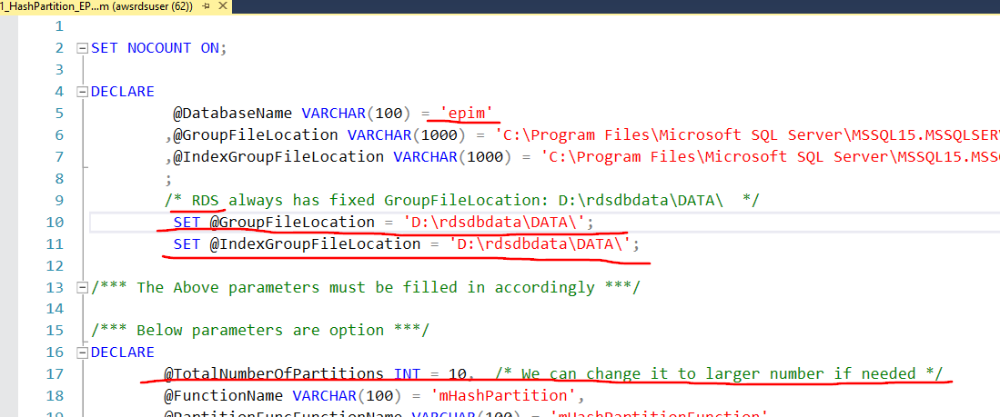 1_HashPartition_EP...m (awsrdsuser (62))
1
2 SET NOCOUNT ON;
3
4 DECLARE
5 @DatabaseName VARCHAR(100) = 'epim'
6 ,@GroupFileLocation VARCHAR(1000) = 'C:\Program Files\Microsoft SQL Server\MSSQL15.MSSQLSER
7 ,@IndexGroupFileLocation VARCHAR(1000) = 'C:\Program Files\Microsoft SQL Server\MSSQL15.MSS
8 ;
9 /* RDS always has fixed GroupFileLocation: D:\rdsdbdata\DATA\ */
10 SET @GroupFileLocation = 'D:\rdsdbdata\DATA\';
11 SET @IndexGroupFileLocation = 'D:\rdsdbdata\DATA\';
12
13 /*** The Above parameters must be filled in accordingly ***/
14
15 /*** Below parameters are option ***/
16 DECLARE
17 @TotalNumberOfPartitions INT = 10, /* We can change it to larger number if needed */
18 @FunctionName VARCHAR(100) = 'mHashPartition',
19 @PartitionFuncFunctionName VARCHAR(100) = 'mHashPartitionFunction'